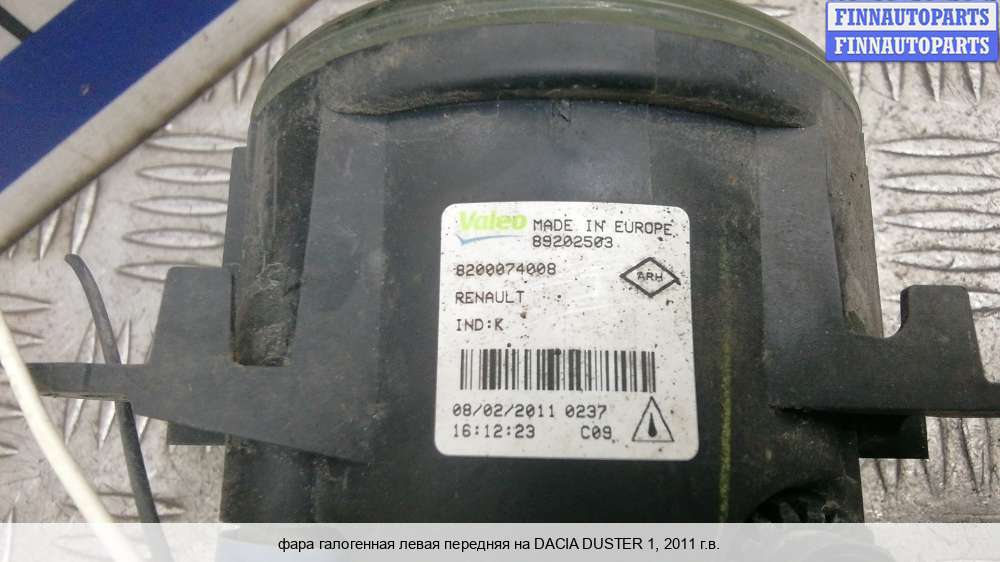 FINNAUTOPARTS
FINNAUTOPARTS
Valeo MADE IN EUROPE
89202503
8200074008
ARH
RENAULT
IND:K
08/02/2011 0237
16:12:23 C09
фара галогенная левая передняя на DACIA DUSTER 1, 2011 г.в.